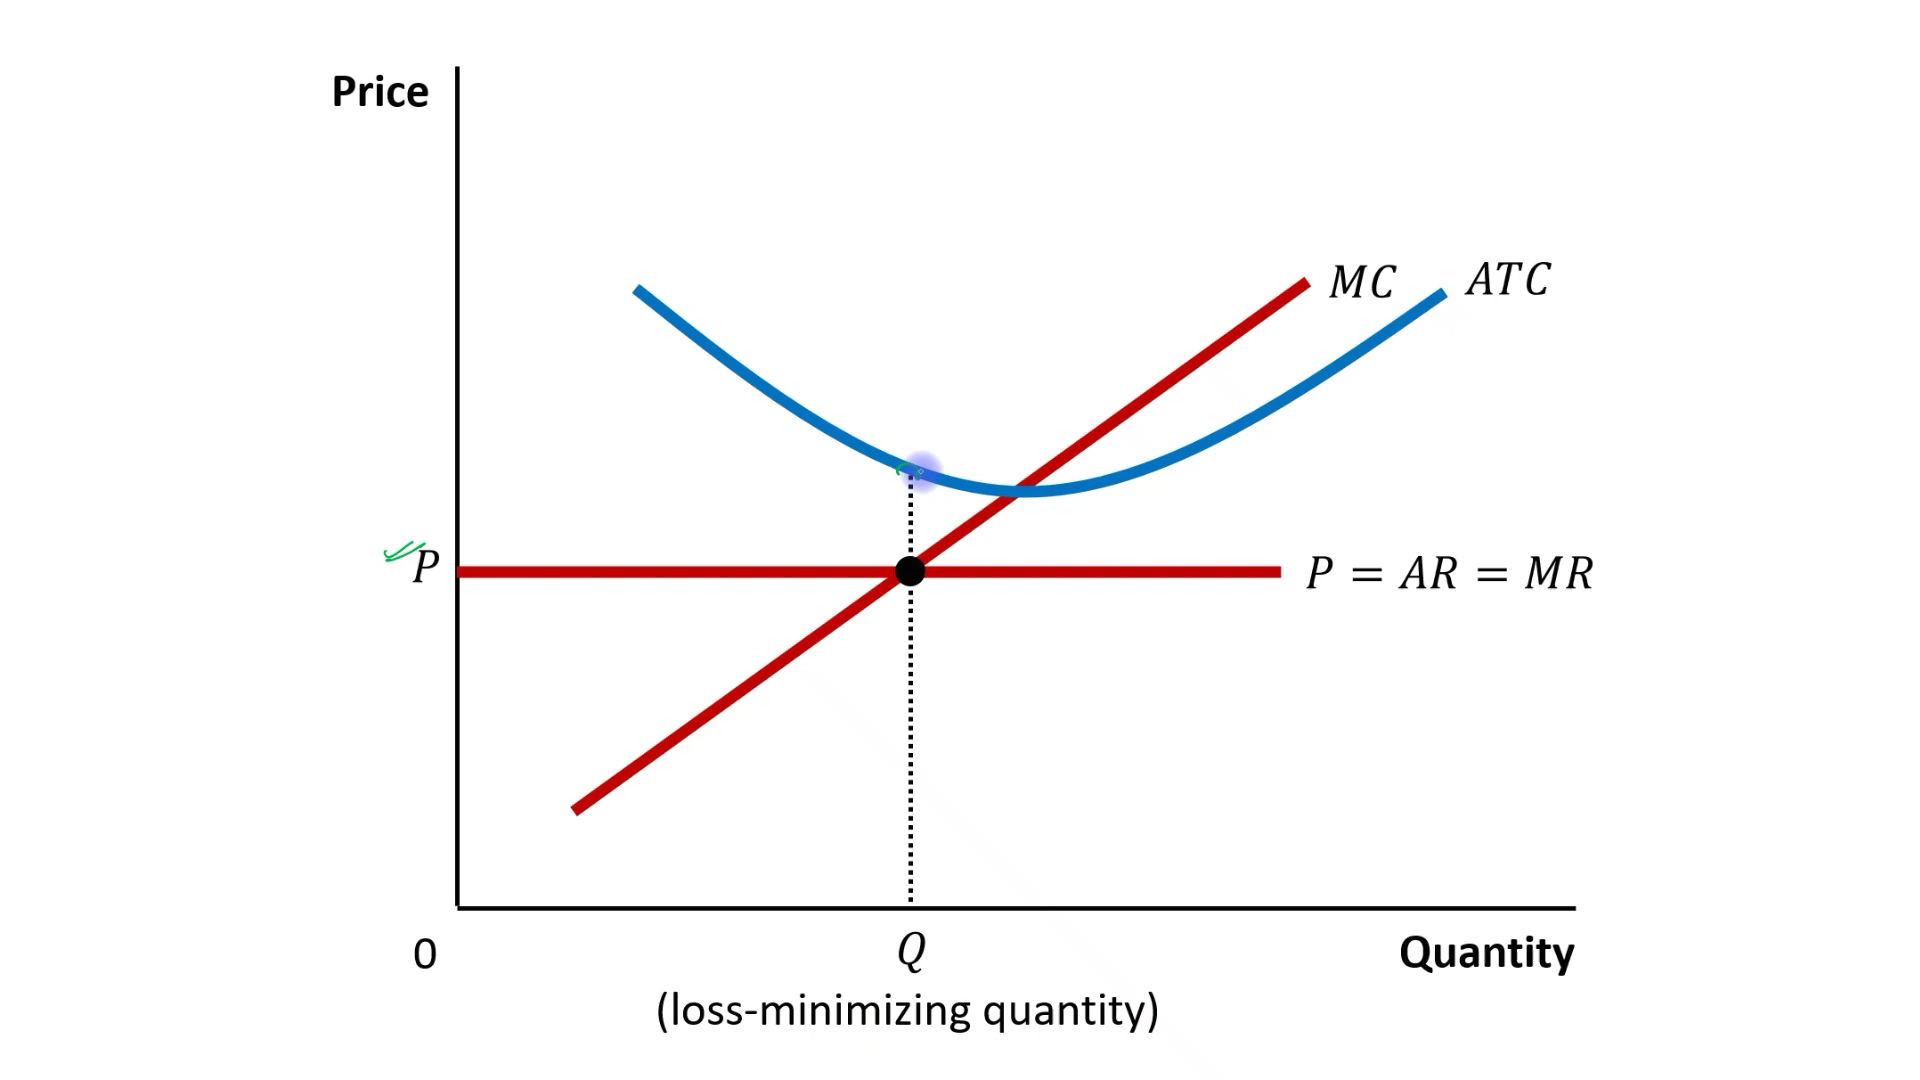 Price
MC
ATC
P
P = AR = MR
0
Q
Quantity
(loss-minimizing quantity)